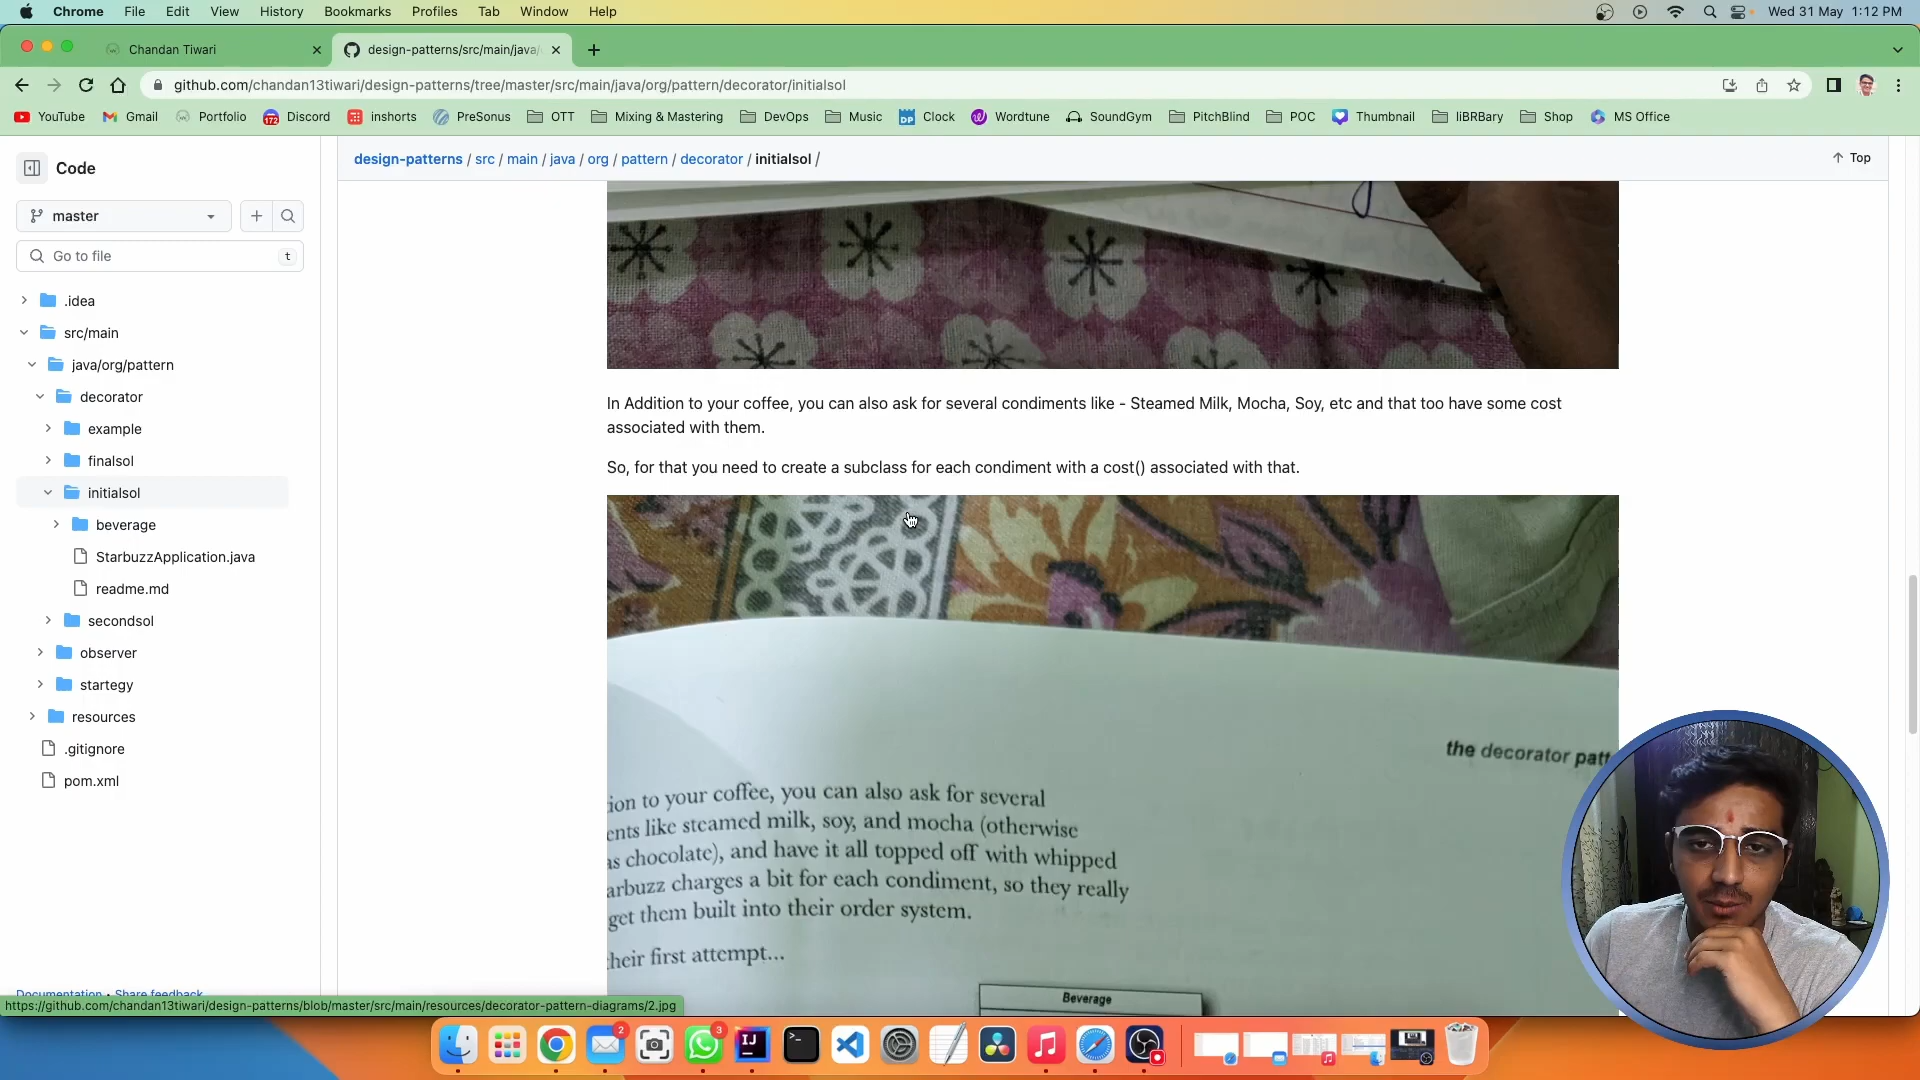 Chrome File Edit View History Bookmarks Profiles Tab Window Help
Wed 31 May 1:12 PM
Chandan Tiwari
design-patterns/src/main/java/
github.com/chandan13tiwari/design-patterns/tree/master/src/main/java/org/pattern/decorator/initialsol
YouTube Gmail Portfolio 172 Discord inshorts PreSonus OTT Mixing & Mastering DevOps Music DP Clock Wordtune SoundGym PitchBlind POC Thumbnail liBRBary Shop MS Office
Code
design-patterns / src / main / java / org / pattern / decorator / initialsol /
Top
master
Go to file
t
.idea
src/main
java/org/pattern
decorator
example
finalsol
initialsol
beverage
StarbuzzApplication.java
readme.md
secondsol
observer
startegy
resources
.gitignore
pom.xml
Documentation • Share feedback
In Addition to your coffee, you can also ask for several condiments like - Steamed Milk, Mocha, Soy, etc and that too have some cost
associated with them.
So, for that you need to create a subclass for each condiment with a cost() associated with that.
the decorator patt
ion to your coffee, you can also ask for several
ents like steamed milk, soy, and mocha (otherwise
as chocolate), and have it all topped off with whipped
arbuzz charges a bit for each condiment, so they really
get them built into their order system.
heir first attempt...
Beverage
https://github.com/chandan13tiwari/design-patterns/blob/master/src/main/resources/decorator-pattern-diagrams/2.jpg
2
3
IJ